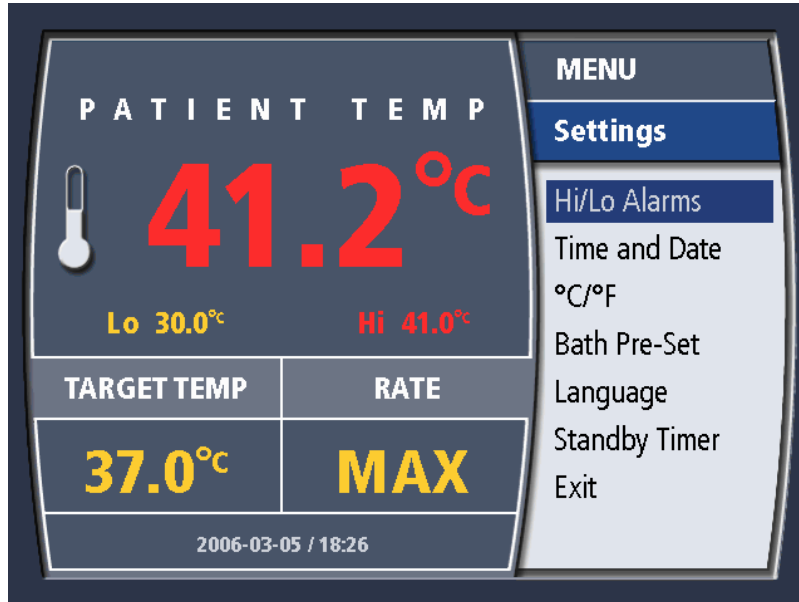 PATIENT TEMP
41.2°C
Lo 30.0°C Hi 41.0°C
TARGET TEMP RATE
37.0°C MAX
2006-03-05 / 18:26
MENU
Settings
Hi/Lo Alarms
Time and Date
°C/°F
Bath Pre-Set
Language
Standby Timer
Exit